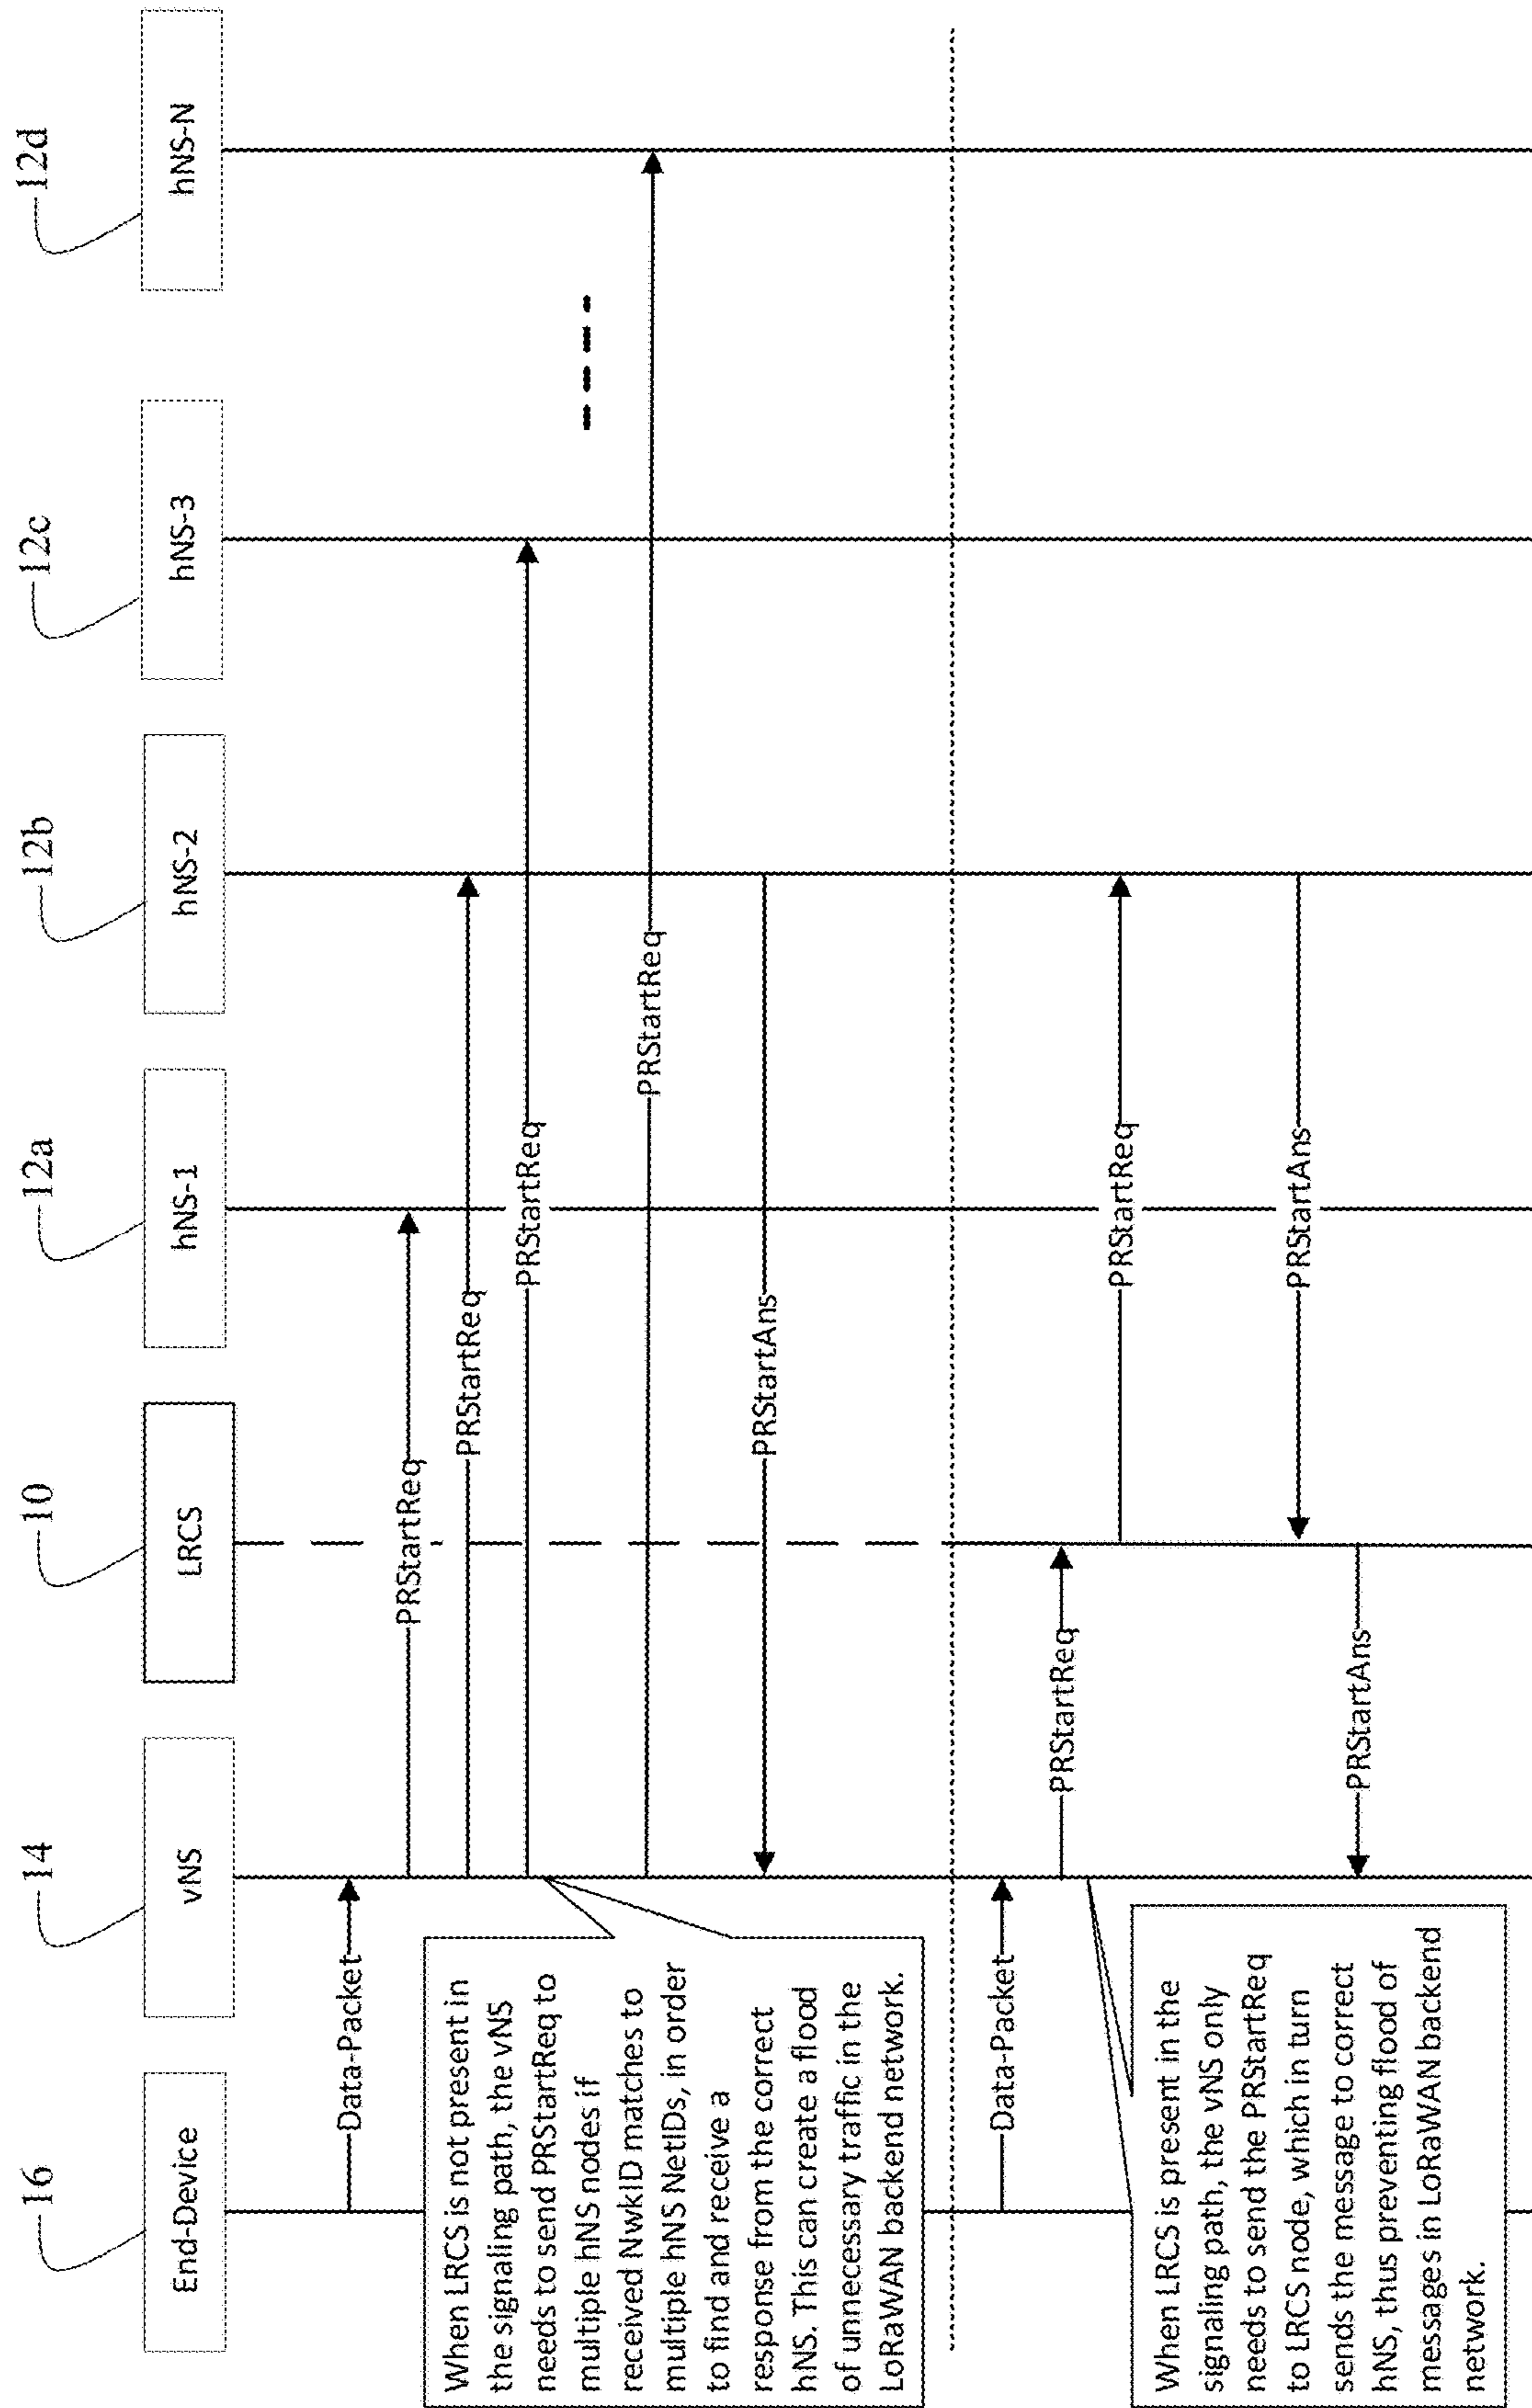 16
14
10
12a
12b
12c
12d
End-Device
vNS
LRCS
hNS-1
hNS-2
hNS-3
hNS-N
Data-Packet
PRStartReq
PRStartReq
PRStartReq
PRStartReq
PRStartAns
When LRCS is not present in
the signaling path, the vNS
needs to send PRStartReq to
multiple hNS nodes if
received NwkID matches to
multiple hNS NetIDs, in order
to find and receive a
response from the correct
hNS. This can create a flood
of unnecessary traffic in the
LoRaWAN backend network.
Data-Packet
PRStartReq
PRStartReq
PRStartAns
PRStartAns
When LRCS is present in the
signaling path, the vNS only
needs to send the PRStartReq
to LRCS node, which in turn
sends the message to correct
hNS, thus preventing flood of
messages in LoRaWAN backend
network.